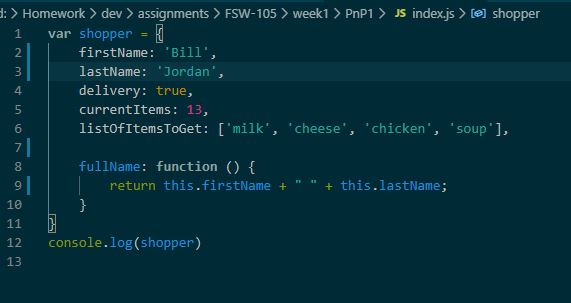 d: > Homework > dev > assignments > FSW-105 > week1 > PnP1 > JS index.js > shopper
1 var shopper = {
2 firstName: 'Bill',
3 lastName: 'Jordan',
4 delivery: true,
5 currentItems: 13,
6 listOfItemsToGet: ['milk', 'cheese', 'chicken', 'soup'],
7
8 fullName: function () {
9 return this.firstName + " " + this.lastName;
10 }
11 }
12 console.log(shopper)
13